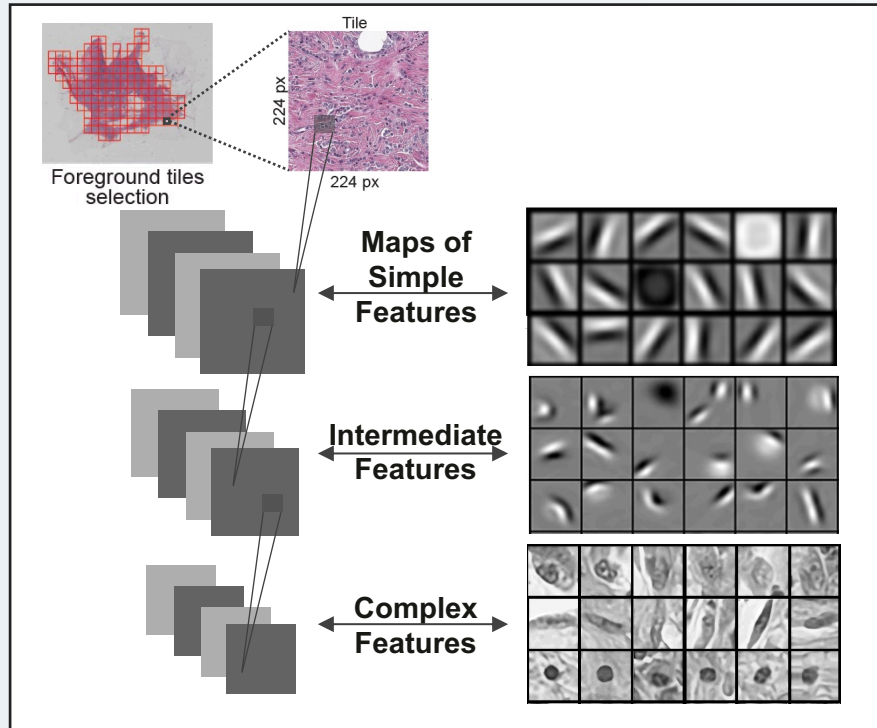 Tile
224 px
224 px
Foreground tiles
selection
Maps of
Simple
Features
Intermediate
Features
Complex
Features